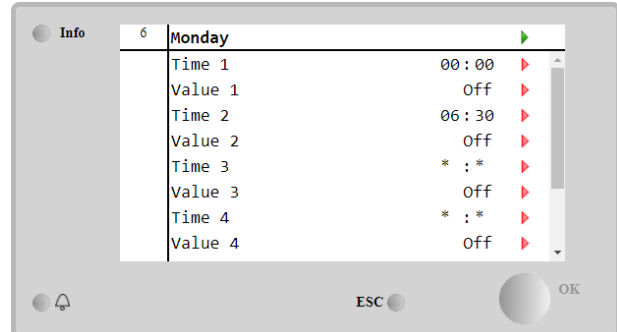 Info
6 Monday
Time 1 00:00
Value 1 Off
Time 2 06:30
Value 2 Off
Time 3 * : *
Value 3 Off
Time 4 * : *
Value 4 Off
ESC OK